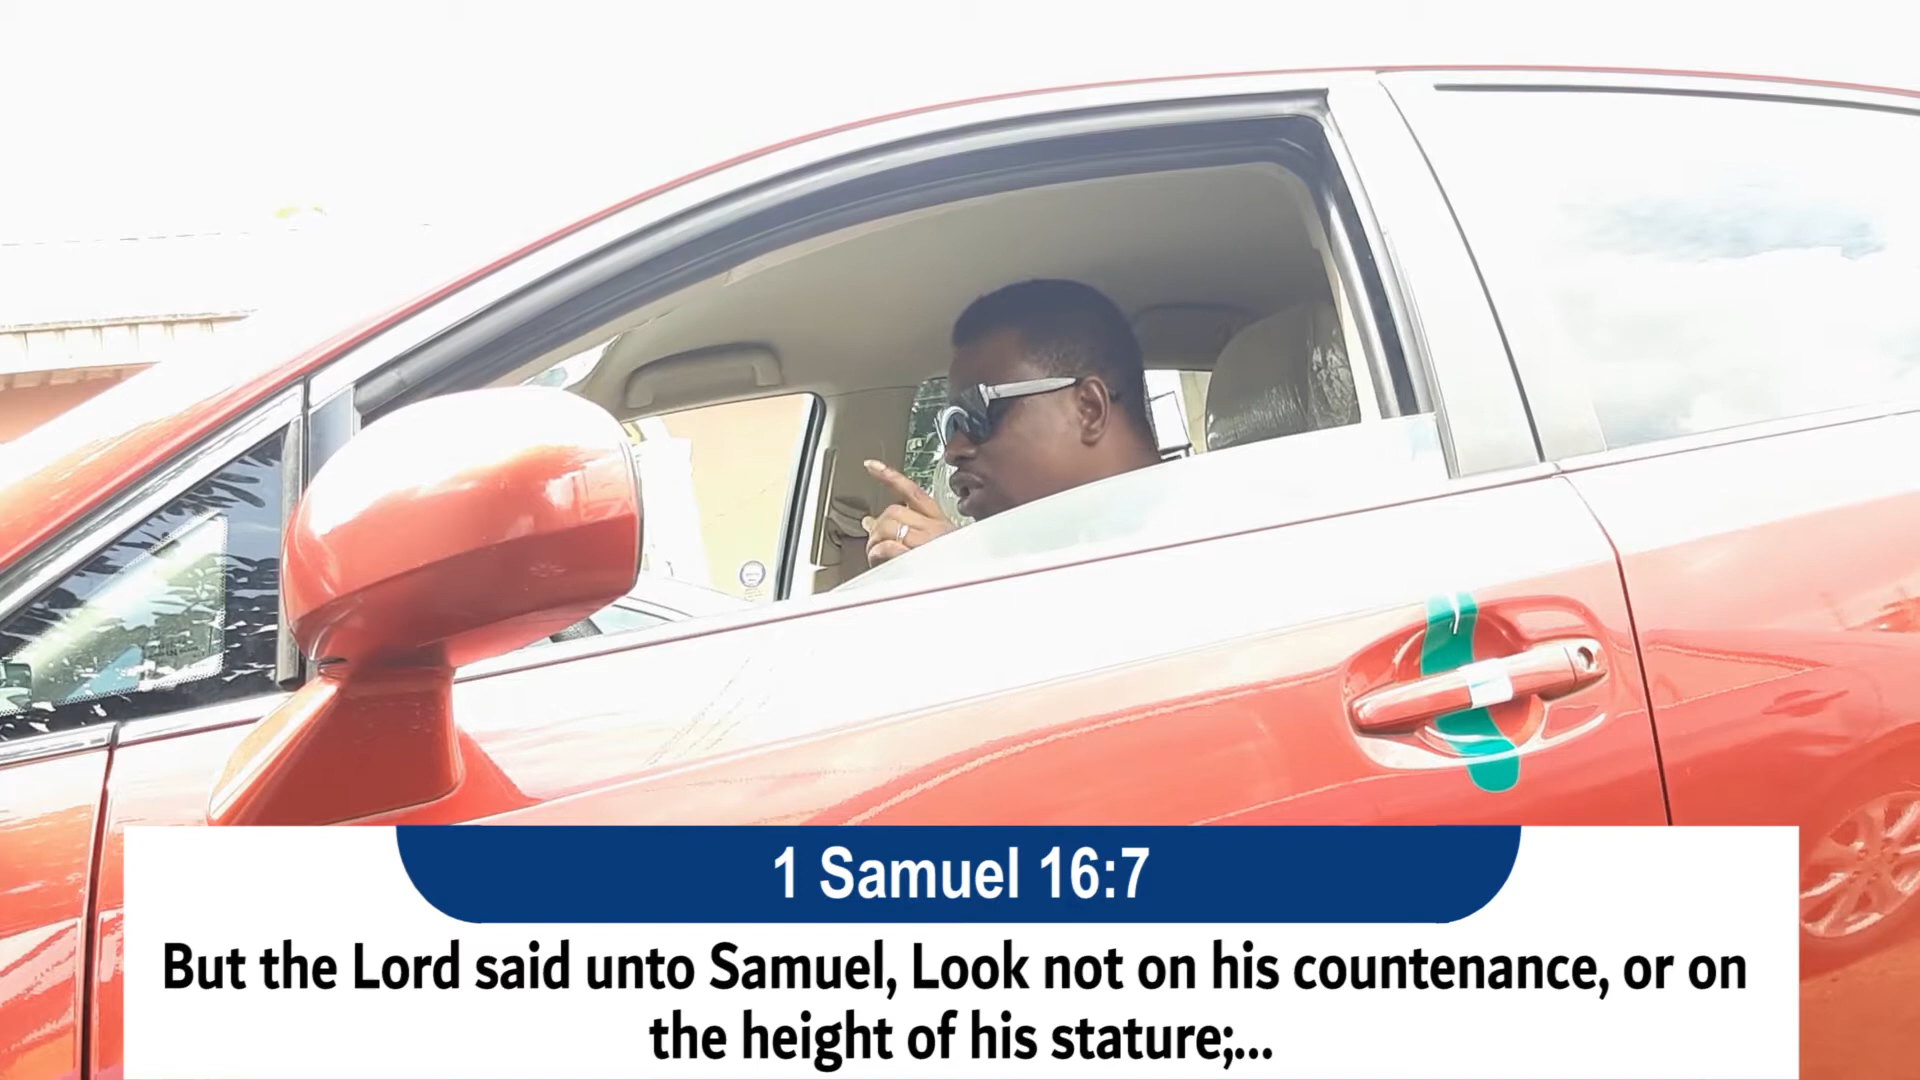 1 Samuel 16:7
But the Lord said unto Samuel, Look not on his countenance, or on
the height of his stature;...